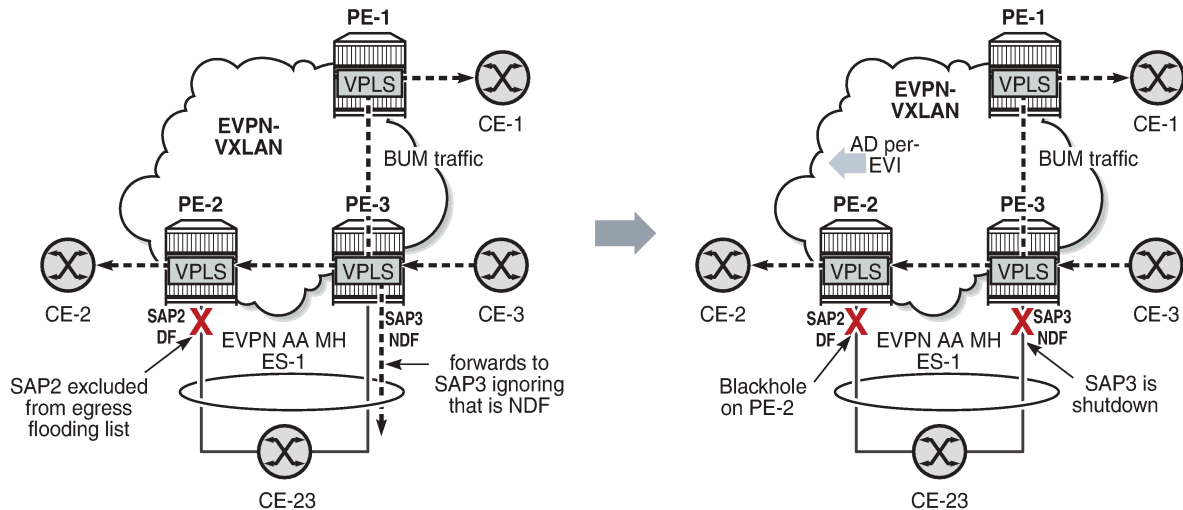 PE-1
VPLS
CE-1
EVPN-
VXLAN
BUM traffic
PE-2
PE-3
VPLS
VPLS
CE-2
SAP2
DF
EVPN AA MH
ES-1
SAP3
NDF
CE-3
SAP2 excluded
from egress
flooding list
forwards to
SAP3 ignoring
that is NDF
CE-23
PE-1
VPLS
CE-1
EVPN-
VXLAN
AD per-
EVI
BUM traffic
PE-2
PE-3
VPLS
VPLS
CE-2
SAP2
DF
EVPN AA MH
ES-1
SAP3
NDF
CE-3
Blackhole
on PE-2
SAP3 is
shutdown
CE-23